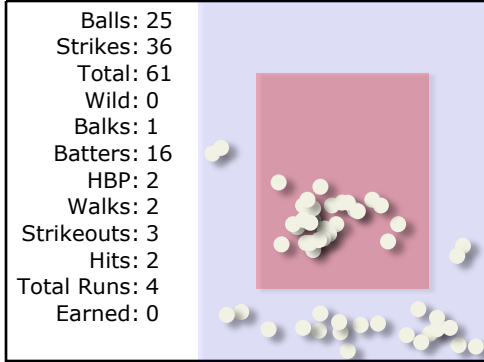 Balls: 25
Strikes: 36
Total: 61
Wild: 0
Balks: 1
Batters: 16
HBP: 2
Walks: 2
Strikeouts: 3
Hits: 2
Total Runs: 4
Earned: 0